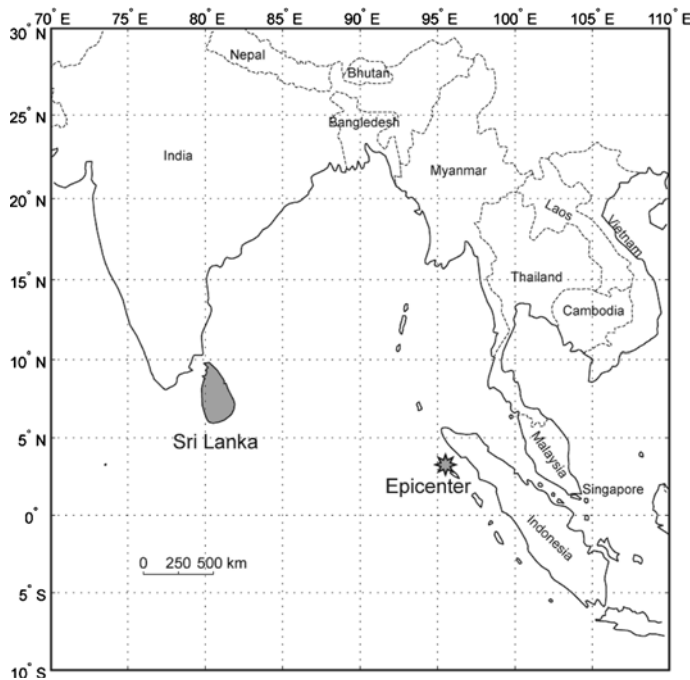 70° E 75° E 80° E 85° E 90° E 95° E 100° E 105° E 110° E
30° N
Nepal
Bhutan
25° N
Bangledesh
India
Myanmar
20° N
Laos
Vietnam
15° N
Thailand
Cambodia
10° N
5° N
Sri Lanka
Malaysia
Epicenter
Singapore
0°
Indonesia
0 250 500 km
5° S
10° S